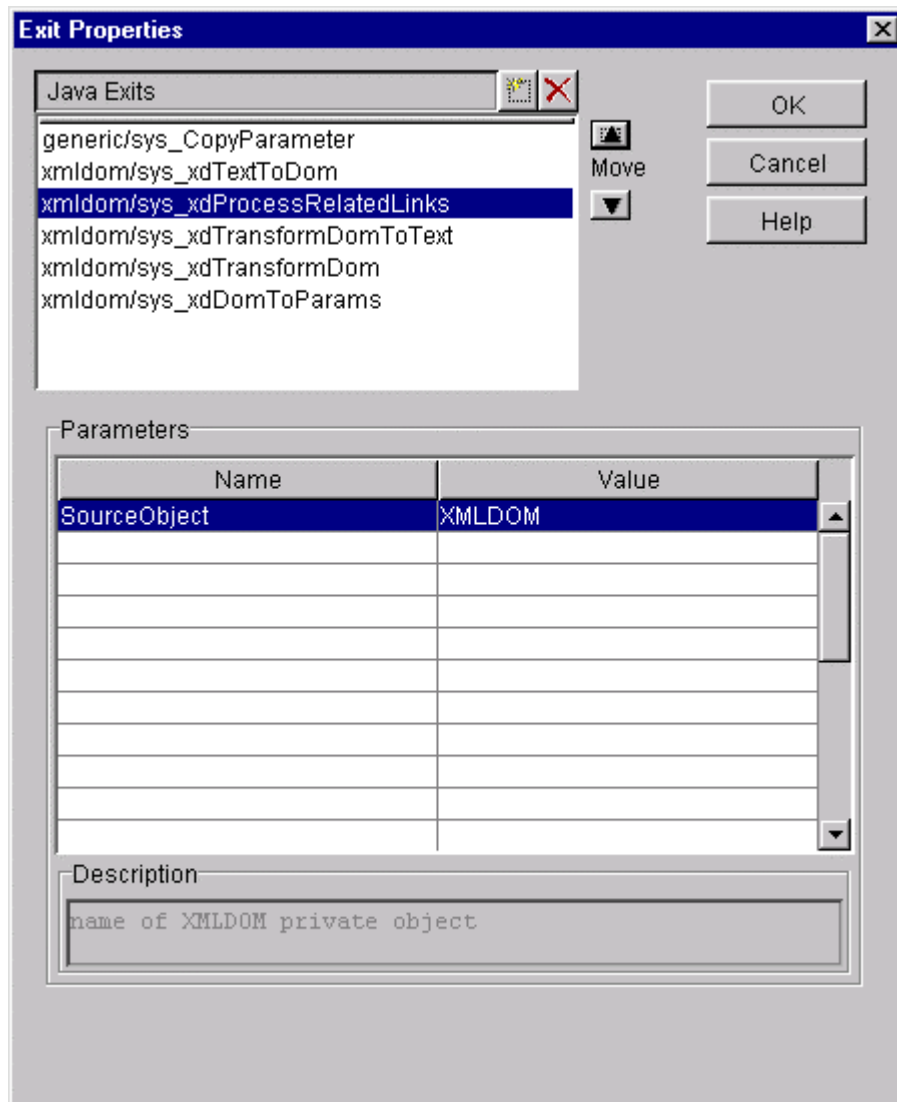 Exit Properties
Java Exits
OK
generic/sys_CopyParameter
xmldom/sys_xdTextToDom
Move
Cancel
xmldom/sys_xdProcessRelatedLinks
Help
xmldom/sys_xdTransformDomToText
xmldom/sys_xdTransformDom
xmldom/sys_xdDomToParams
Parameters
Name Value
SourceObject XMLDOM
Description
name of XMLDOM private object